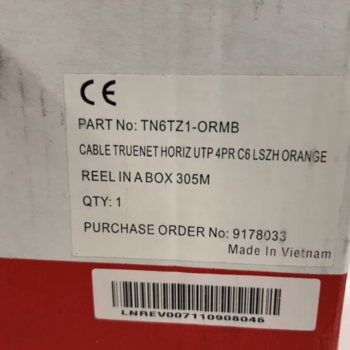 CE
PART No: TN6TZ1-ORMB
CABLE TRUENET HORIZ UTP 4PR C6 LSZH ORANGE
REEL IN A BOX 305M
QTY: 1
PURCHASE ORDER No: 9178033
Made In Vietnam
LNREV007110908046